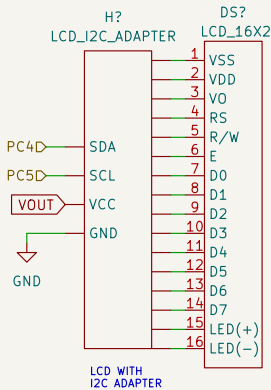 H?
LCD_I2C_ADAPTER
DS?
LCD_16X2
1 VSS
2 VDD
3 VO
4 RS
5 R/W
6 E
7 D0
8 D1
9 D2
10 D3
11 D4
12 D5
13 D6
14 D7
15 LED(+)
16 LED(-)
PC4 SDA
PC5 SCL
VOUT VCC
GND
GND
LCD WITH
I2C ADAPTER